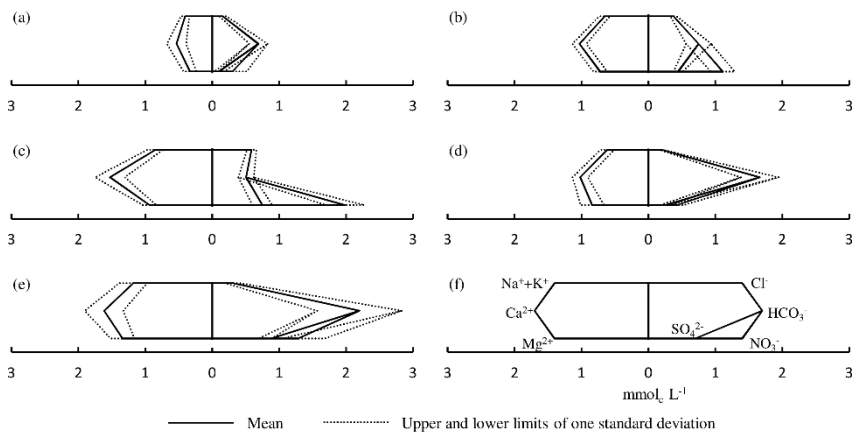 (a) (b)
3 2 1 0 1 2 3 3 2 1 0 1 2 3
(c) (d)
3 2 1 0 1 2 3 3 2 1 0 1 2 3
(e) (f) Na⁺+K⁺ Cl⁻
Ca²⁺ HCO₃⁻
SO₄²⁻
Mg²⁺ NO₃⁻
3 2 1 0 1 2 3 3 2 1 0 1 2 3
mmol꜀ L⁻¹
Mean Upper and lower limits of one standard deviation